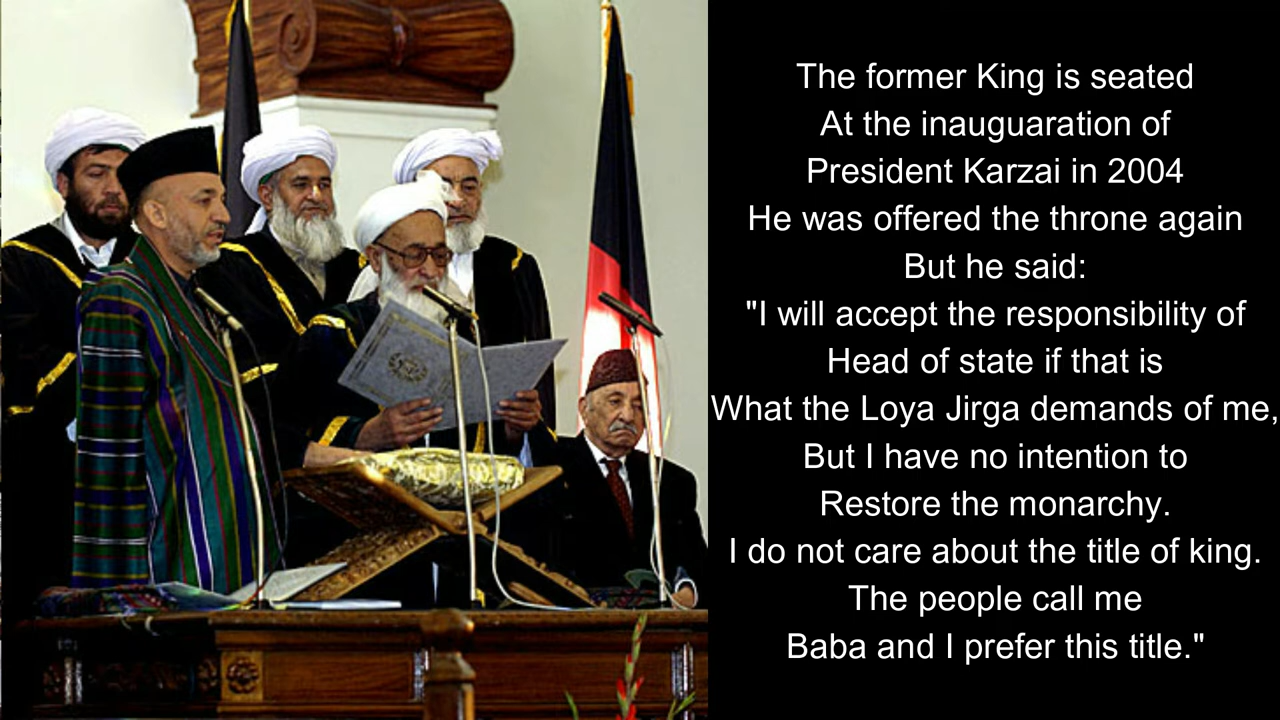 The former King is seated
At the inauguaration of
President Karzai in 2004
He was offered the throne again
But he said:
"I will accept the responsibility of
Head of state if that is
What the Loya Jirga demands of me,
But I have no intention to
Restore the monarchy.
I do not care about the title of king.
The people call me
Baba and I prefer this title."